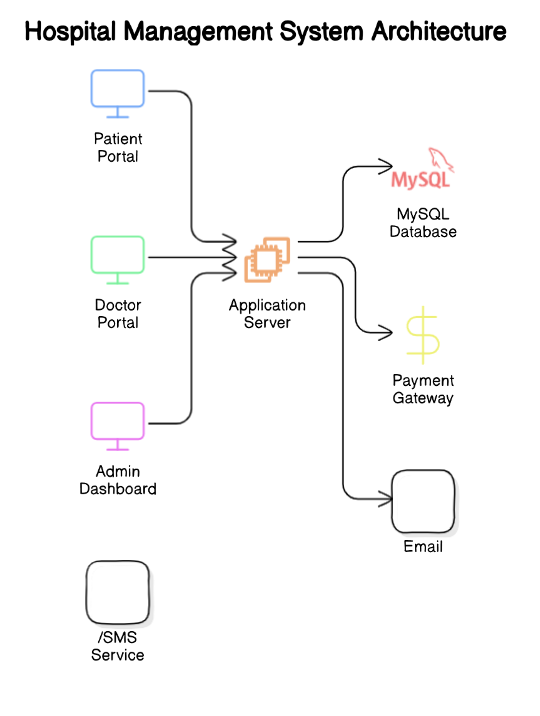 Hospital Management System Architecture
Patient
Portal
MySQL
MySQL
Database
Doctor
Portal
Application
Server
Payment
Gateway
Admin
Dashboard
Email
/SMS
Service